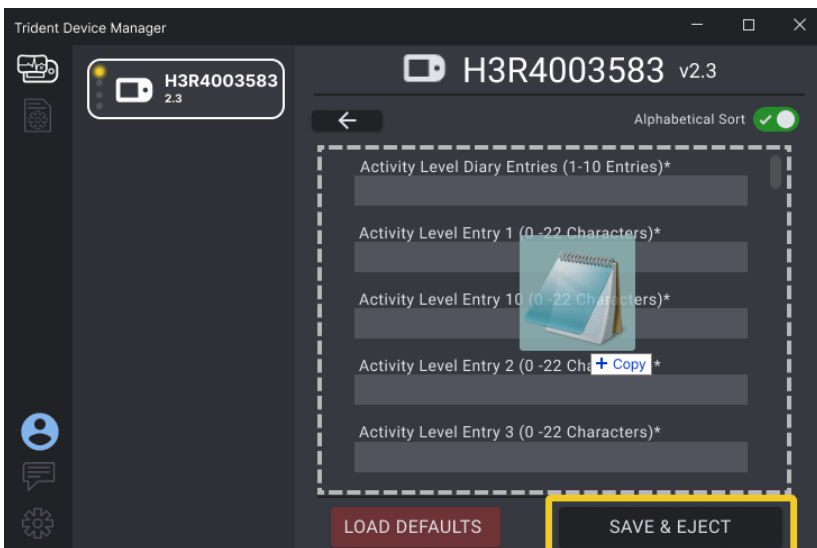 Trident Device Manager
H3R4003583
2.3
H3R4003583 v2.3
Alphabetical Sort
Activity Level Diary Entries (1-10 Entries)*
Activity Level Entry 1 (0 -22 Characters)*
Activity Level Entry 10 (0 -22 Characters)*
Activity Level Entry 2 (0 -22 Cha *
+ Copy
Activity Level Entry 3 (0 -22 Characters)*
LOAD DEFAULTS
SAVE & EJECT